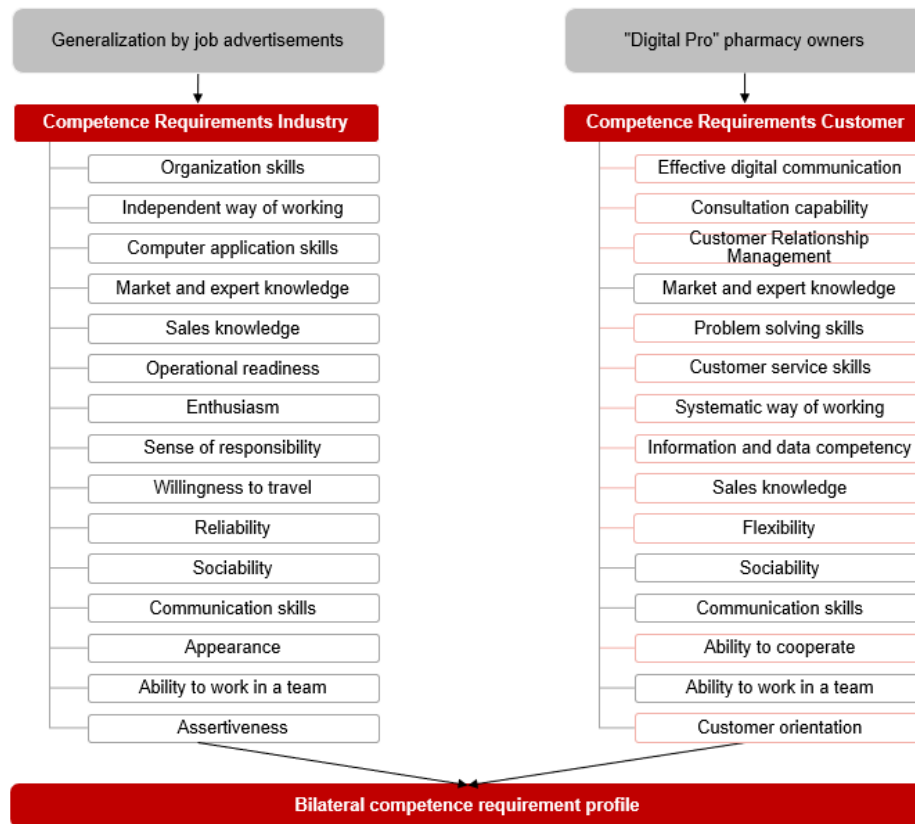 Generalization by job advertisements
"Digital Pro" pharmacy owners
Competence Requirements Industry
Organization skills
Independent way of working
Computer application skills
Market and expert knowledge
Sales knowledge
Operational readiness
Enthusiasm
Sense of responsibility
Willingness to travel
Reliability
Sociability
Communication skills
Appearance
Ability to work in a team
Assertiveness
Competence Requirements Customer
Effective digital communication
Consultation capability
Customer Relationship
Management
Market and expert knowledge
Problem solving skills
Customer service skills
Systematic way of working
Information and data competency
Sales knowledge
Flexibility
Sociability
Communication skills
Ability to cooperate
Ability to work in a team
Customer orientation
Bilateral competence requirement profile